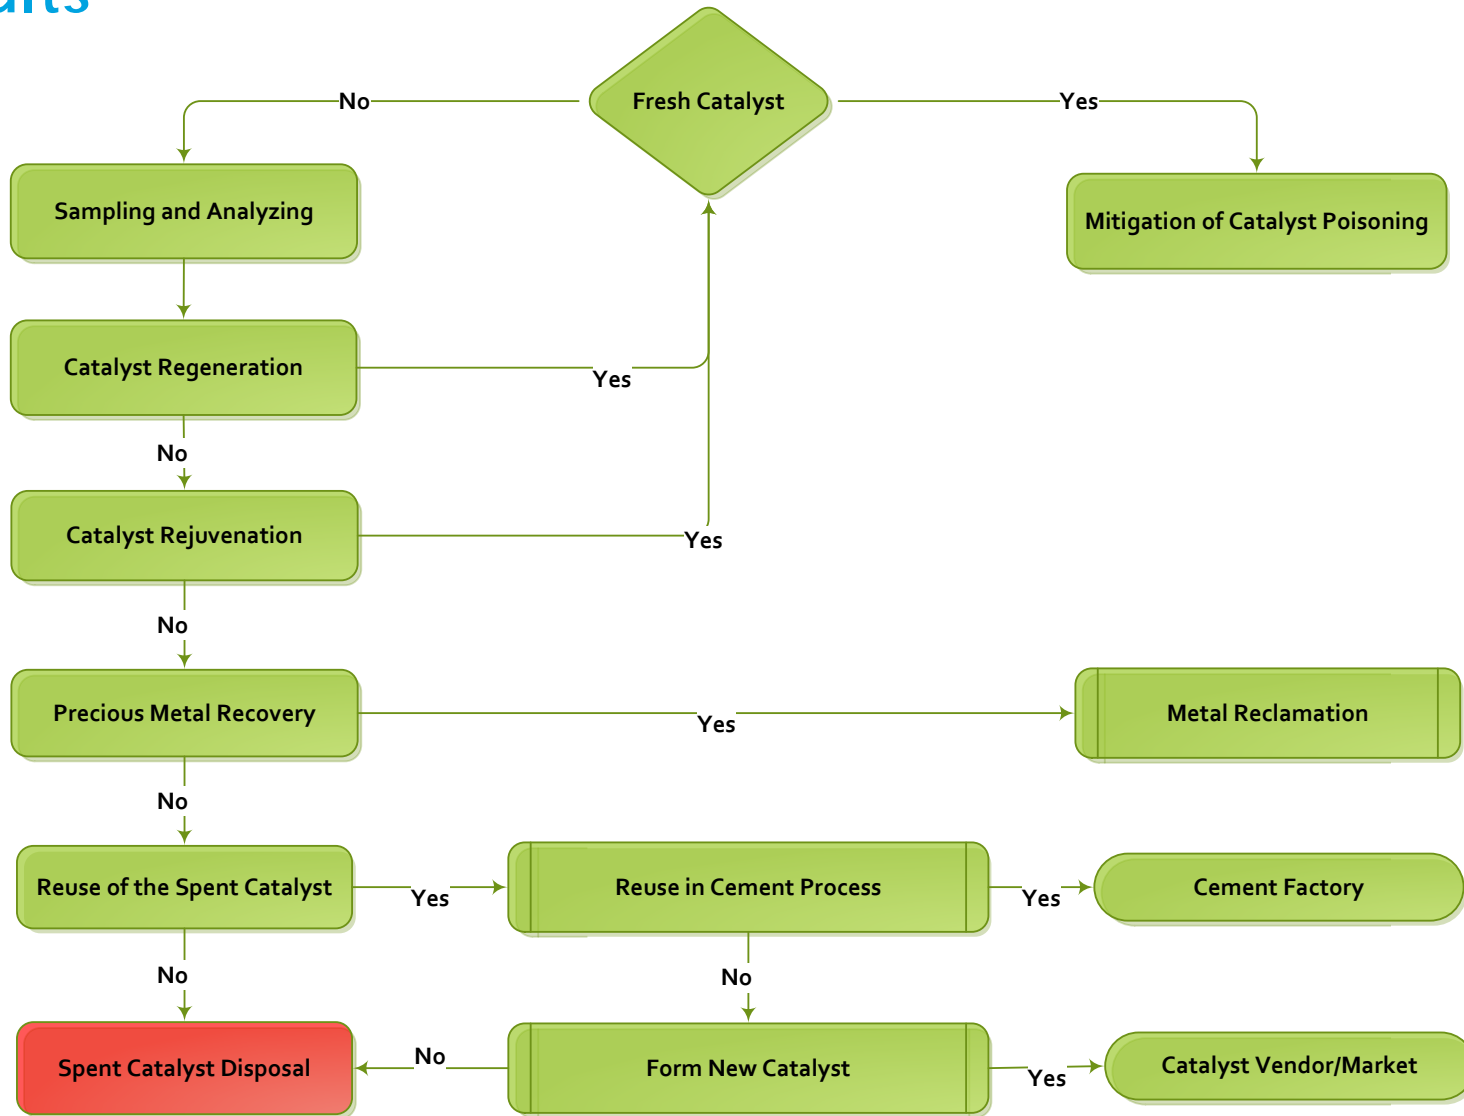 Fresh Catalyst
No
Yes
Sampling and Analyzing
Mitigation of Catalyst Poisoning
Catalyst Regeneration
Yes
No
Catalyst Rejuvenation
Yes
No
Precious Metal Recovery
Yes
Metal Reclamation
No
Reuse of the Spent Catalyst
Yes
Reuse in Cement Process
Yes
Cement Factory
No
No
Spent Catalyst Disposal
No
Form New Catalyst
Yes
Catalyst Vendor/Market